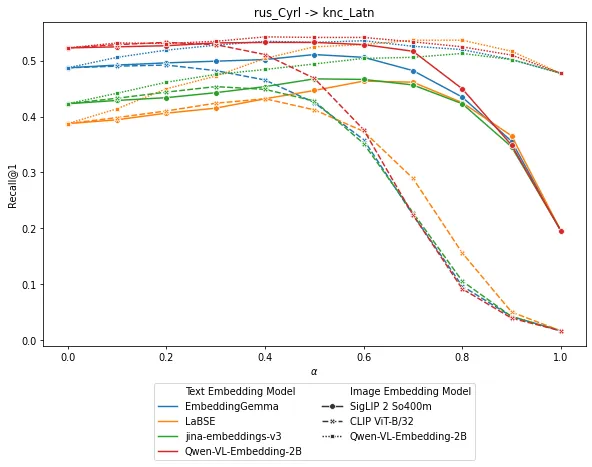 rus_Cyrl -> knc_Latn
Recall@1
0.5
0.4
0.3
0.2
0.1
0.0
0.0 0.2 0.4 0.6 0.8 1.0
α
Text Embedding Model Image Embedding Model
EmbeddingGemma SigLIP 2 So400m
LaBSE CLIP ViT-B/32
jina-embeddings-v3 Qwen-VL-Embedding-2B
Qwen-VL-Embedding-2B